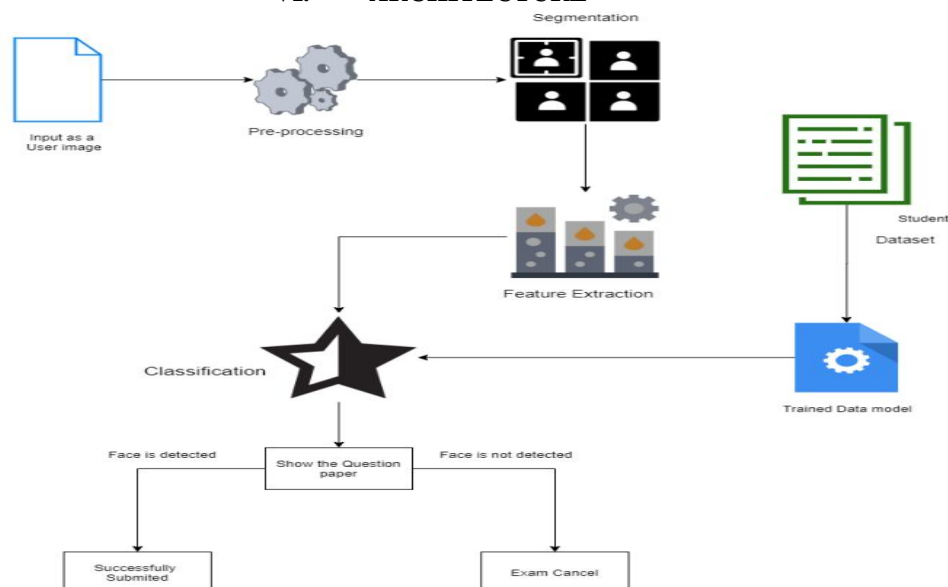 Segmentation
Input as a
User image
Pre-processing
Student
Dataset
Feature Extraction
Classification
Trained Data model
Face is detected
Show the Question
paper
Face is not detected
Successfully
Submited
Exam Cancel